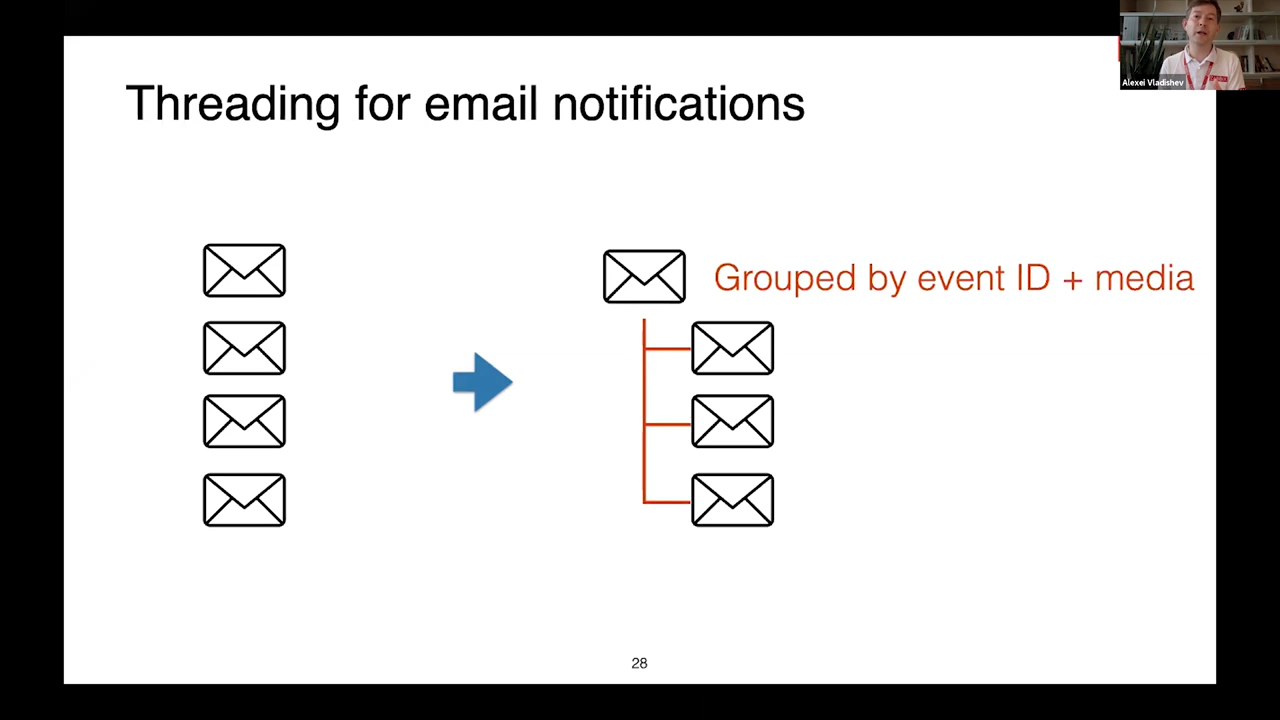 Threading for email notifications
Alexei Vladishev
Grouped by event ID + media
28